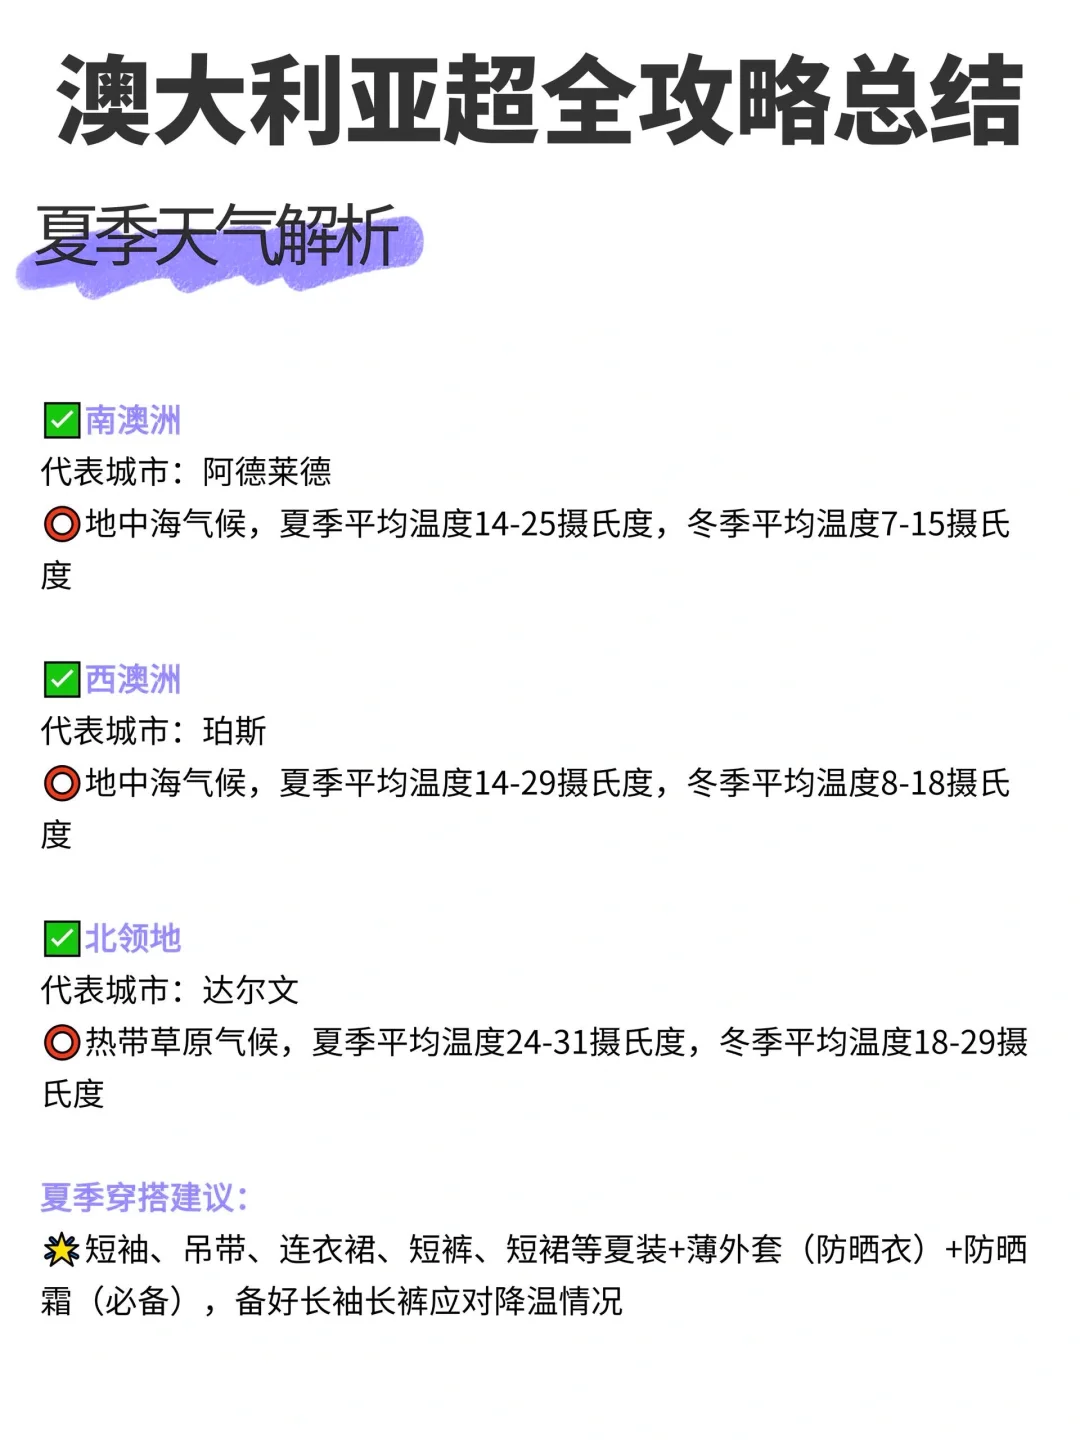 澳大利亚超全攻略总结
夏季天气解析
✅南澳洲
代表城市：阿德莱德
⭕地中海气候，夏季平均温度14-25摄氏度，冬季平均温度7-15摄氏
度
✅西澳洲
代表城市：珀斯
⭕地中海气候，夏季平均温度14-29摄氏度，冬季平均温度8-18摄氏
度
✅北领地
代表城市：达尔文
⭕热带草原气候，夏季平均温度24-31摄氏度，冬季平均温度18-29摄
氏度
夏季穿搭建议：
🌟短袖、吊带、连衣裙、短裤、短裙等夏装+薄外套（防晒衣）+防晒
霜（必备），备好长袖长裤应对降温情况